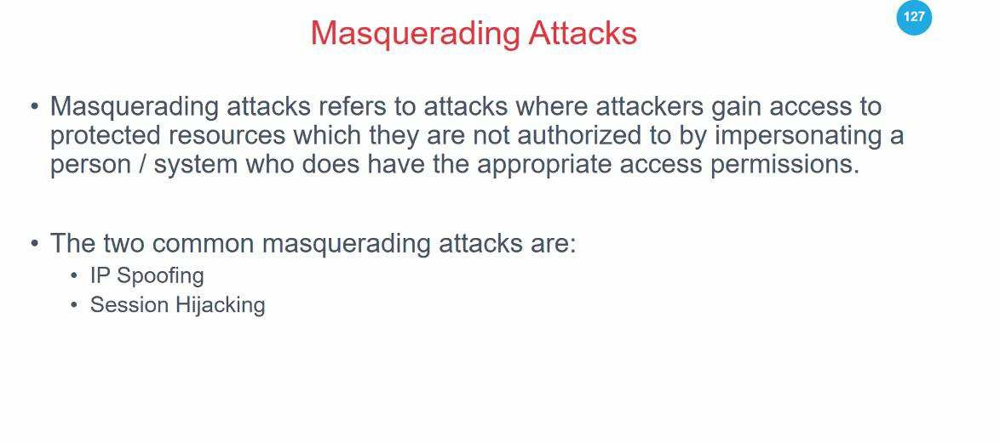 127
Masquerading Attacks
• Masquerading attacks refers to attacks where attackers gain access to
protected resources which they are not authorized to by impersonating a
person / system who does have the appropriate access permissions.
• The two common masquerading attacks are:
• IP Spoofing
• Session Hijacking